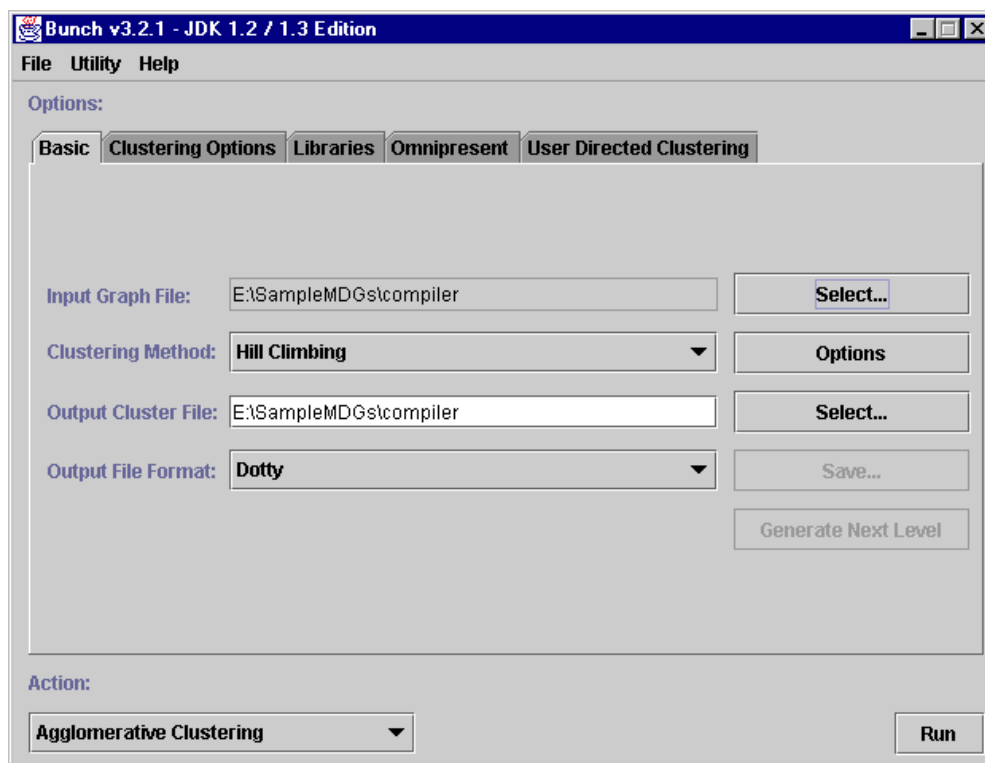 Bunch v3.2.1 - JDK 1.2 / 1.3 Edition
File Utility Help
Options:
Basic Clustering Options Libraries Omnipresent User Directed Clustering
Input Graph File: E:\SampleMDGs\compiler Select...
Clustering Method: Hill Climbing Options
Output Cluster File: E:\SampleMDGs\compiler Select...
Output File Format: Dotty Save...
Generate Next Level
Action:
Agglomerative Clustering Run